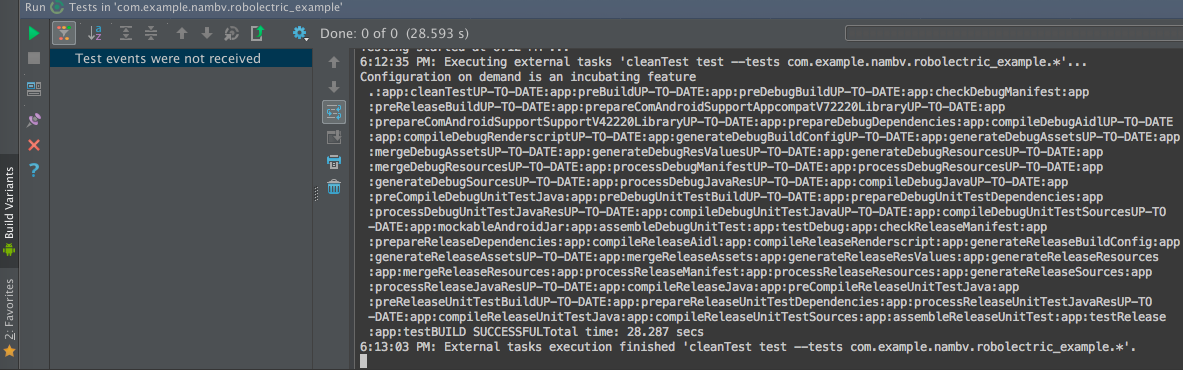 Run Tests in 'com.example.nambv.robolectric_example'
Done: 0 of 0 (28.593 s)
Test events were not received
6:12:35 PM: Executing external tasks 'cleanTest test --tests com.example.nambv.robolectric_example.*'...
Configuration on demand is an incubating feature
.:app:cleanTestUP-TO-DATE:app:preBuildUP-TO-DATE:app:preDebugBuildUP-TO-DATE:app:checkDebugManifest:app
:preReleaseBuildUP-TO-DATE:app:prepareComAndroidSupportAppcompatV72220LibraryUP-TO-DATE:app
:prepareComAndroidSupportSupportV42220LibraryUP-TO-DATE:app:prepareDebugDependencies:app:compileDebugAidlUP-TO-DATE
:app:compileDebugRenderscriptUP-TO-DATE:app:generateDebugBuildConfigUP-TO-DATE:app:generateDebugAssetsUP-TO-DATE:app
:mergeDebugAssetsUP-TO-DATE:app:generateDebugResValuesUP-TO-DATE:app:generateDebugResourcesUP-TO-DATE:app
:mergeDebugResourcesUP-TO-DATE:app:processDebugManifestUP-TO-DATE:app:processDebugResourcesUP-TO-DATE:app
:generateDebugSourcesUP-TO-DATE:app:processDebugJavaResUP-TO-DATE:app:compileDebugJavaUP-TO-DATE:app
:preCompileDebugUnitTestJava:app:preDebugUnitTestBuildUP-TO-DATE:app:prepareDebugUnitTestDependencies:app
:processDebugUnitTestJavaResUP-TO-DATE:app:compileDebugUnitTestJavaUP-TO-DATE:app:compileDebugUnitTestSourcesUP-TO
-DATE:app:mockableAndroidJar:app:assembleDebugUnitTest:app:testDebug:app:checkReleaseManifest:app
:prepareReleaseDependencies:app:compileReleaseAidl:app:compileReleaseRenderscript:app:generateReleaseBuildConfig:app
:generateReleaseAssetsUP-TO-DATE:app:mergeReleaseAssets:app:generateReleaseResValues:app:generateReleaseResources
:app:mergeReleaseResources:app:processReleaseManifest:app:processReleaseResources:app:generateReleaseSources:app
:processReleaseJavaResUP-TO-DATE:app:compileReleaseJava:app:preCompileReleaseUnitTestJava:app
:preReleaseUnitTestBuildUP-TO-DATE:app:prepareReleaseUnitTestDependencies:app:processReleaseUnitTestJavaResUP-TO
-DATE:app:compileReleaseUnitTestJava:app:compileReleaseUnitTestSources:app:assembleReleaseUnitTest:app:testRelease
:app:testBUILD SUCCESSFULTotal time: 28.287 secs
6:13:03 PM: External tasks execution finished 'cleanTest test --tests com.example.nambv.robolectric_example.*'.
Build Variants
2: Favorites